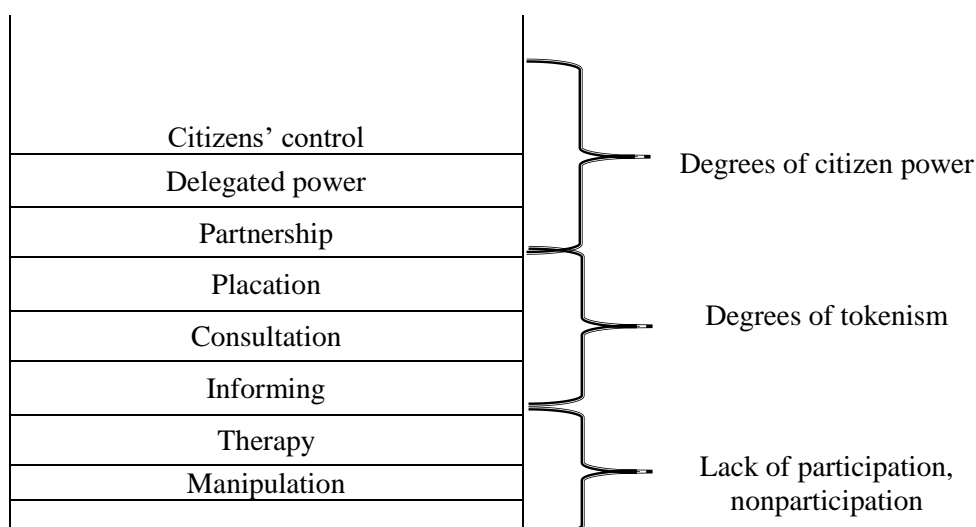 Citizens’ control
Delegated power
Partnership
Placation
Consultation
Informing
Therapy
Manipulation
Degrees of citizen power
Degrees of tokenism
Lack of participation,
nonparticipation